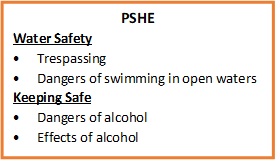 PSHE
Water Safety
• Trespassing
• Dangers of swimming in open waters
Keeping Safe
• Dangers of alcohol
• Effects of alcohol